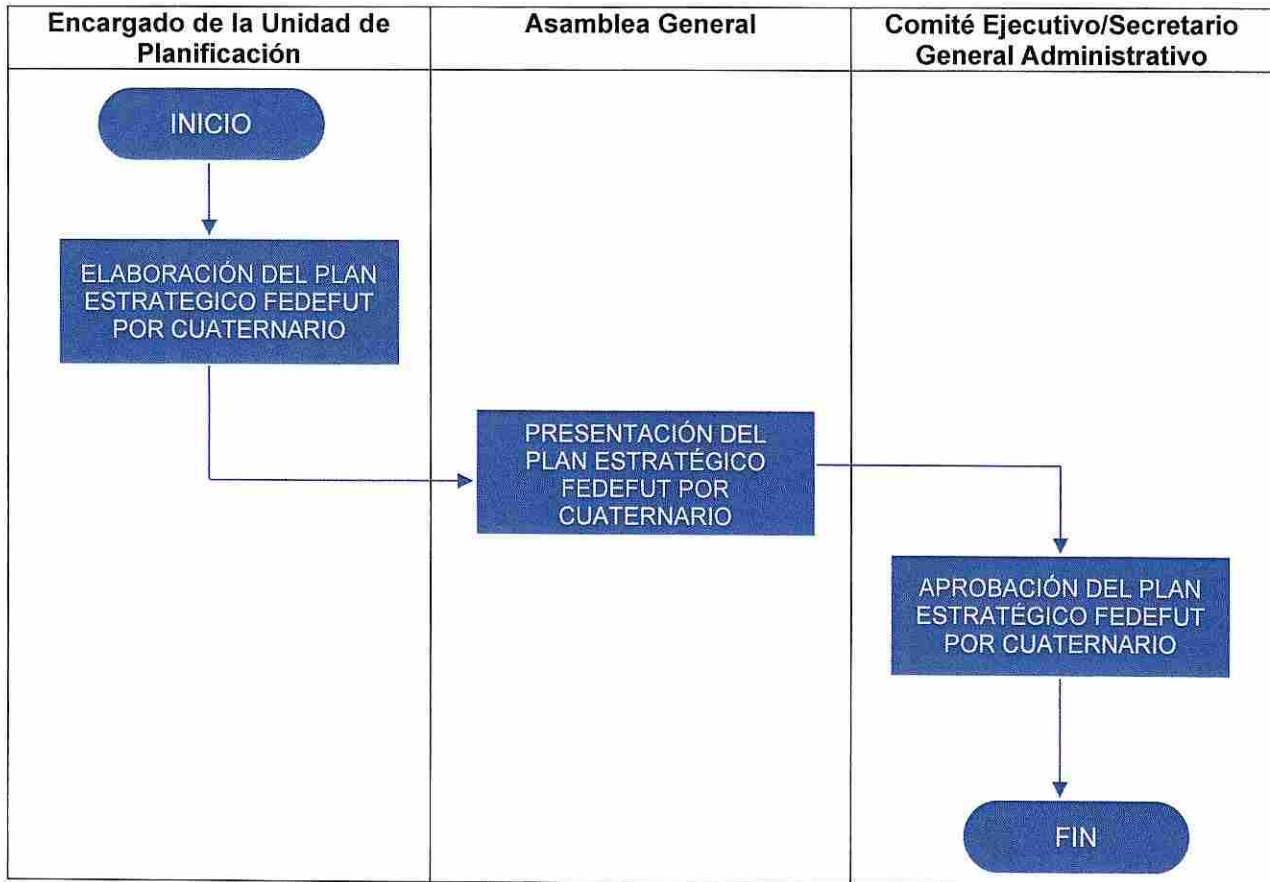 Encargado de la Unidad de
Planificación
Asamblea General
Comité Ejecutivo/Secretario
General Administrativo
INICIO
ELABORACIÓN DEL PLAN
ESTRATEGICO FEDEFUT
POR CUATERNARIO
PRESENTACIÓN DEL
PLAN ESTRATÉGICO
FEDEFUT POR
CUATERNARIO
APROBACIÓN DEL PLAN
ESTRATÉGICO FEDEFUT
POR CUATERNARIO
FIN